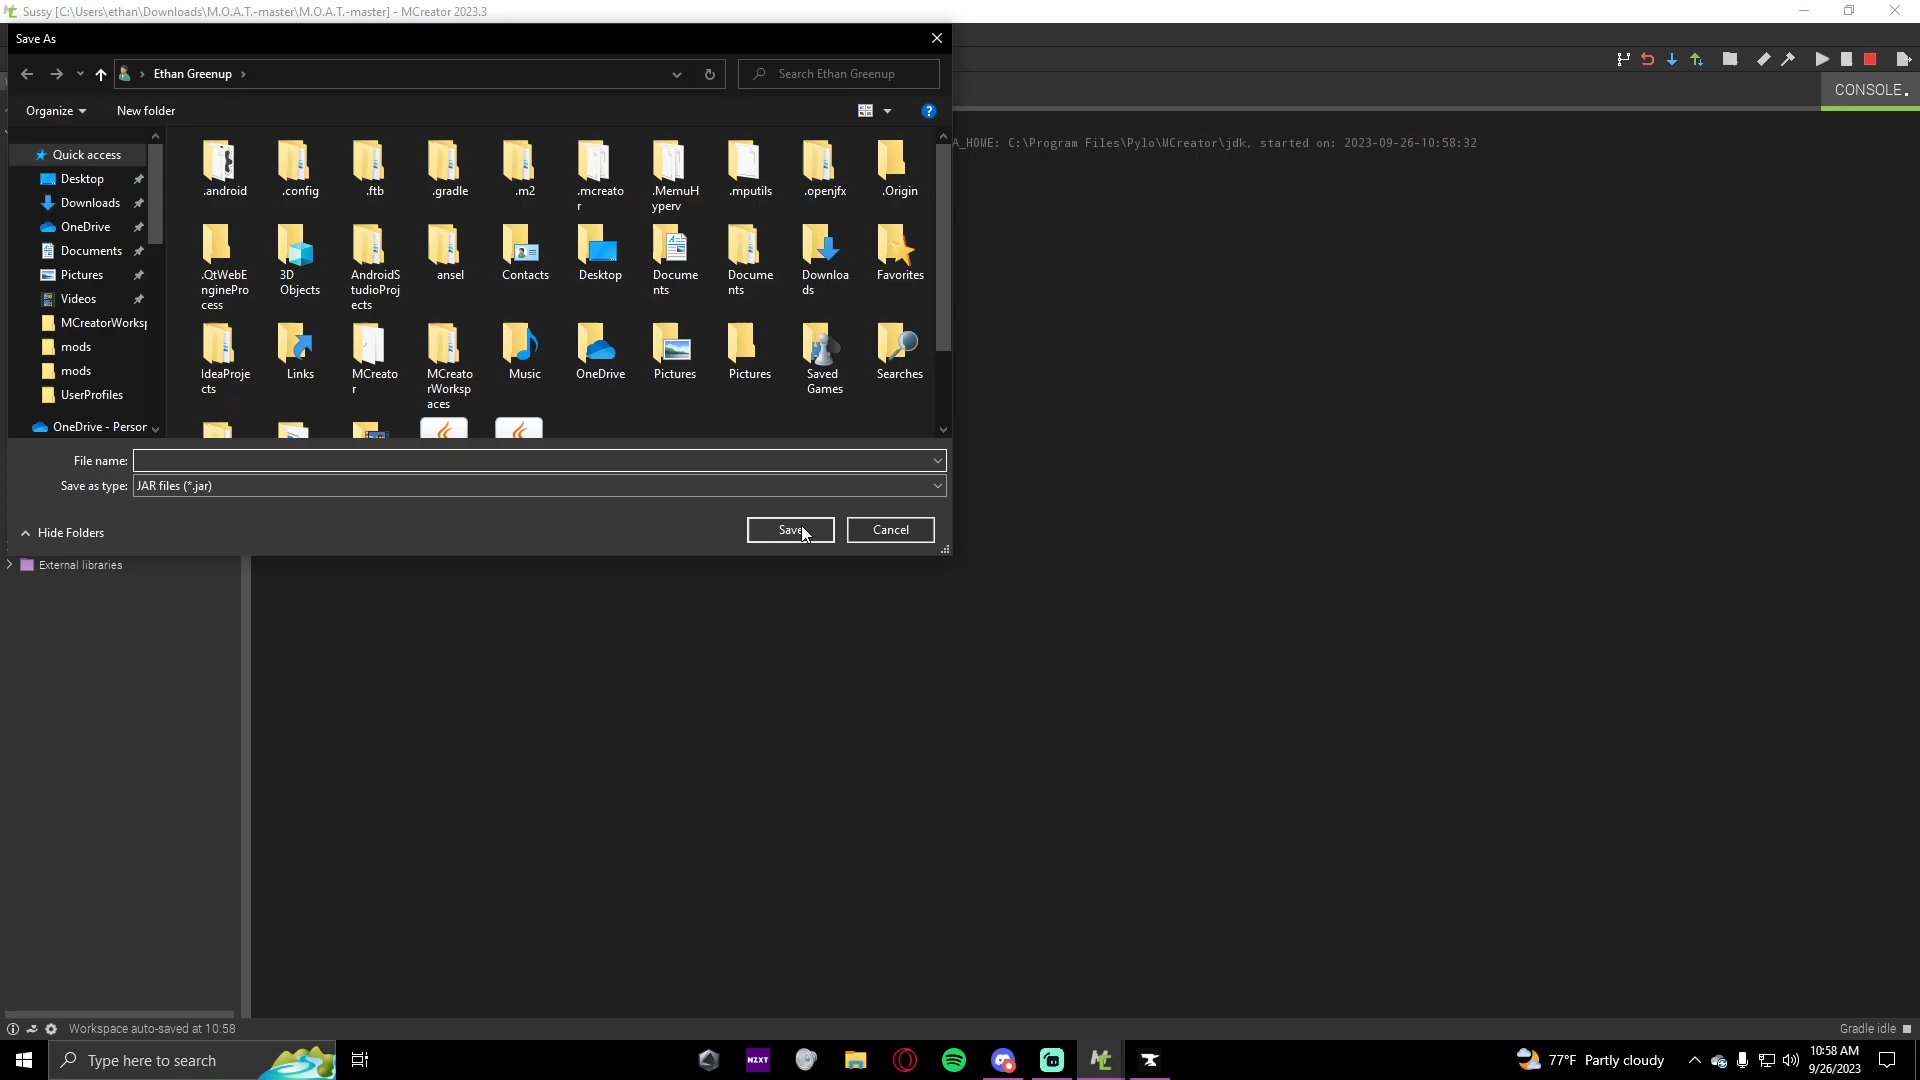 Sussy [C:\Users\ethan\Downloads\M.O.A.T.-master\M.O.A.T.-master] - MCreator 2023.3
Save As
Ethan Greenup
Search Ethan Greenup
Organize
New folder
CONSOLE.
A_HOME: C:\Program Files\Pylo\MCreator\jdk, started on: 2023-09-26-10:58:32
Quick access
Desktop
Downloads
OneDrive
Documents
Pictures
Videos
MCreatorWorksp
mods
mods
UserProfiles
OneDrive - Person
.android
.config
.ftb
.gradle
.m2
.mcreato
r
.MemuH
yperv
.mputils
.openjfx
.Origin
.QtWebE
nginePro
cess
3D
Objects
AndroidS
tudioProj
ects
ansel
Contacts
Desktop
Docume
nts
Docume
nts
Downloa
ds
Favorites
IdeaProje
cts
Links
MCreato
r
MCreato
rWorksp
aces
Music
OneDrive
Pictures
Pictures
Saved
Games
Searches
File name:
Save as type: JAR files (*.jar)
Hide Folders
Save
Cancel
External libraries
Workspace auto-saved at 10:58
Gradle idle
Type here to search
NZXT
77°F Partly cloudy
10:58 AM
9/26/2023